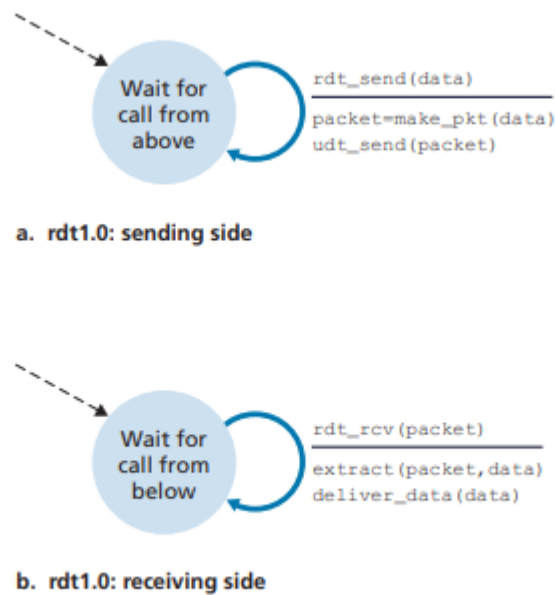 Wait for
call from
above
rdt_send(data)
packet=make_pkt(data)
udt_send(packet)
a. rdt1.0: sending side
Wait for
call from
below
rdt_rcv(packet)
extract(packet,data)
deliver_data(data)
b. rdt1.0: receiving side